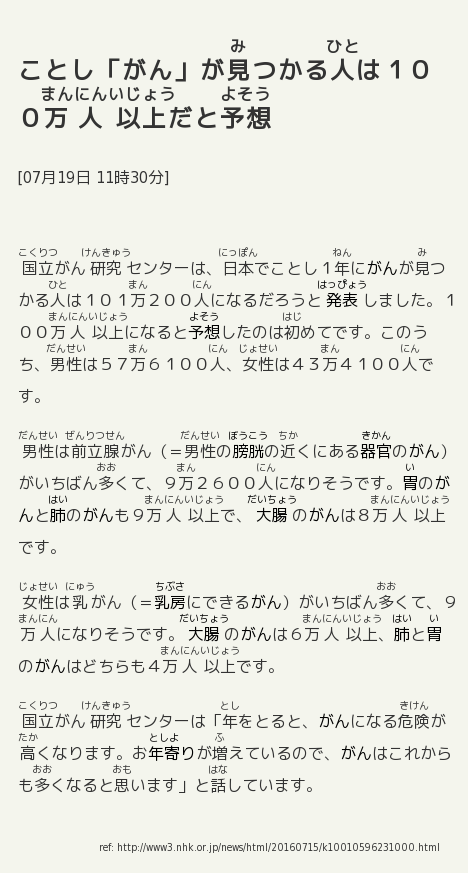 ことし「がん」が見つかる人は１０
０万人以上だと予想
[07月19日 11時30分]
国立がん研究センターは、日本でことし１年にがんが見つ
かる人は１０１万２００人になるだろうと発表しました。１
００万人以上になると予想したのは初めてです。このう
ち、男性は５７万６１００人、女性は４３万４１００人で
す。
男性は前立腺がん（＝男性の膀胱の近くにある器官のがん）
がいちばん多くて、９万２６００人になりそうです。胃のが
んと肺のがんも９万人以上で、大腸のがんは８万人以上
です。
女性は乳がん（＝乳房にできるがん）がいちばん多くて、９
万人になりそうです。大腸のがんは６万人以上、肺と胃
のがんはどちらも４万人以上です。
国立がん研究センターは「年をとると、がんになる危険が
高くなります。お年寄りが増えているので、がんはこれから
も多くなると思います」と話しています。
ref: http://www3.nhk.or.jp/news/html/20160715/k10010596231000.html